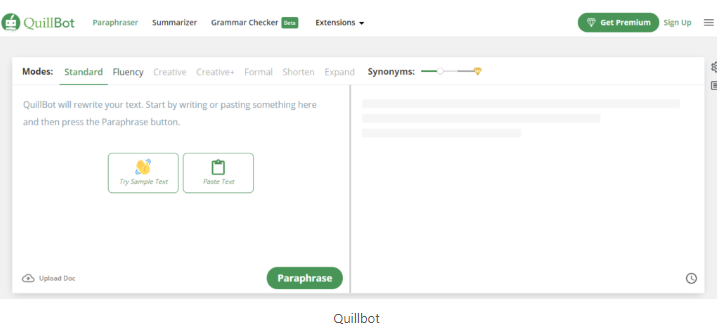 QuillBot Paraphraser Summarizer Grammar Checker Beta Extensions Get Premium Sign Up
Modes: Standard Fluency Creative Creative+ Formal Shorten Expand Synonyms:
QuillBot will rewrite your text. Start by writing or pasting something here
and then press the Paraphrase button.
Try Sample Text Paste Text
Upload Doc Paraphrase
Quillbot